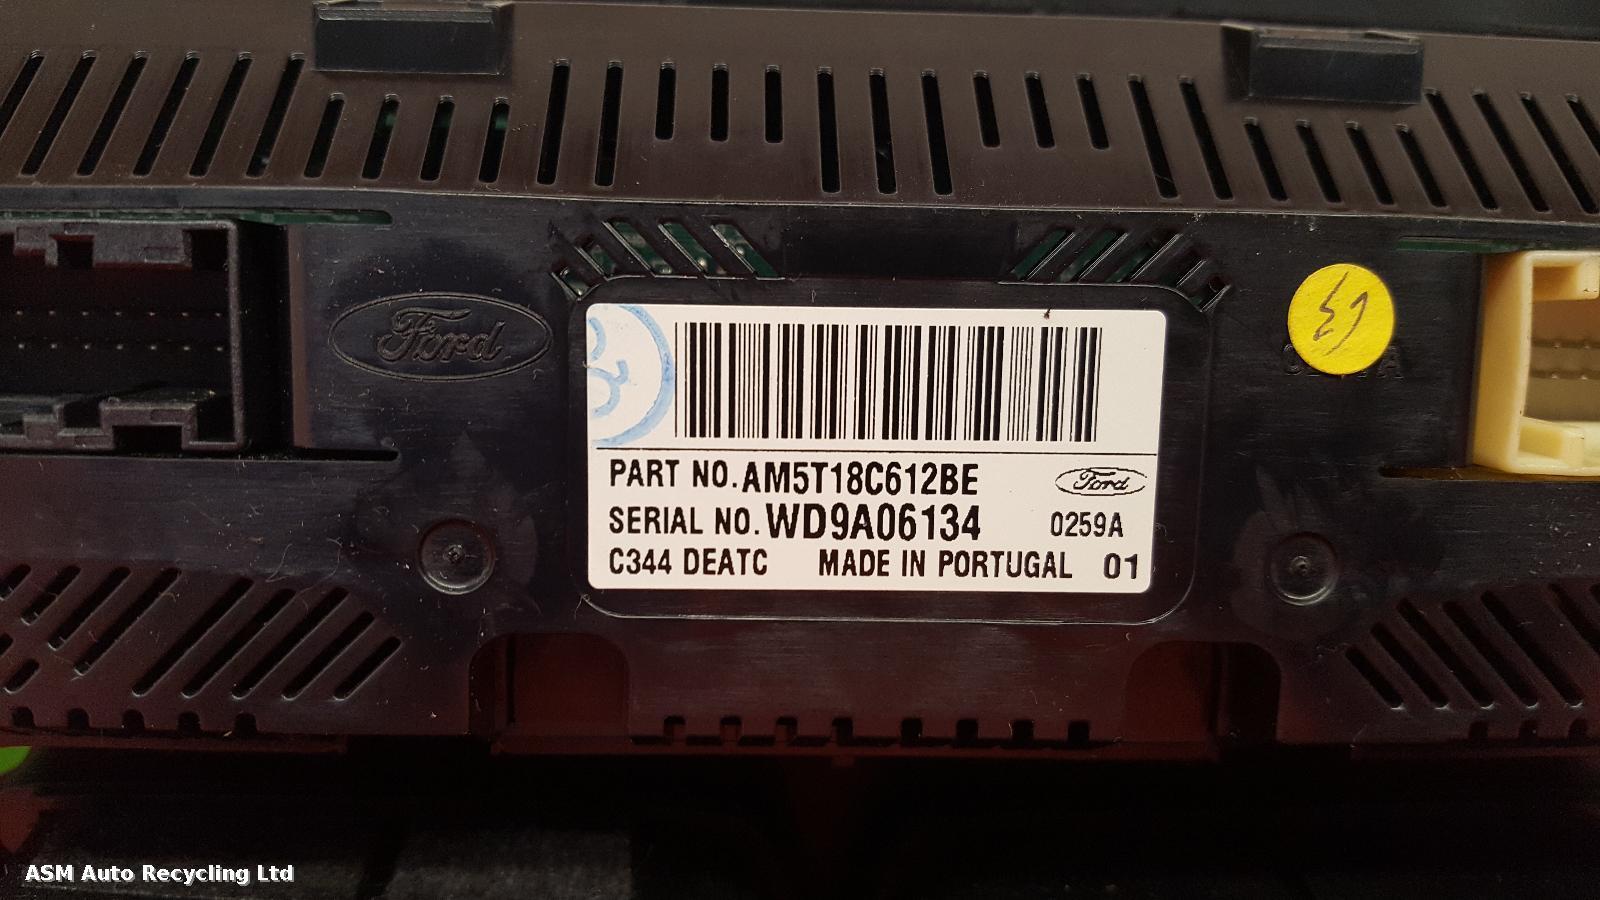 Ford
PART NO. AM5T18C612BE
Ford
SERIAL NO. WD9A06134 0259A
C344 DEATC MADE IN PORTUGAL 01
ASM Auto Recycling Ltd